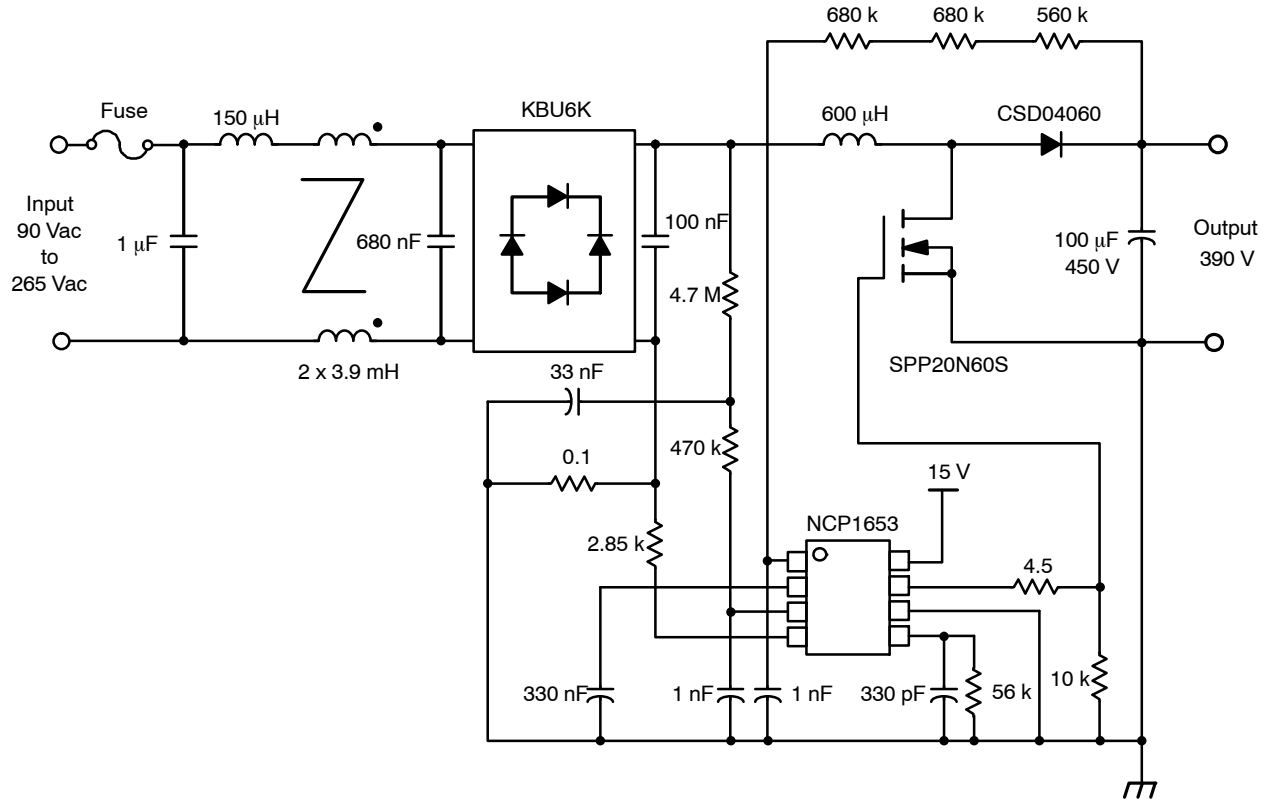 680 k
680 k
560 k
Fuse
150 μH
KBU6K
600 μH
CSD04060
Input
90 Vac
to
265 Vac
1 μF
680 nF
100 nF
4.7 M
100 μF
450 V
Output
390 V
2 x 3.9 mH
33 nF
SPP20N60S
0.1
470 k
15 V
2.85 k
NCP1653
4.5
330 nF
1 nF
1 nF
330 pF
56 k
10 k